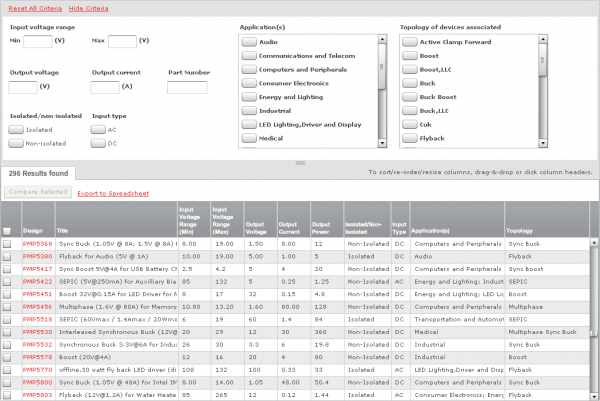 Reset All Criteria Hide Criteria
Input voltage range
Min (V) Max (V)
Output voltage Output current Part Number
(V) (A)
Isolated/non-isolated Input type
Isolated AC
Non-isolated DC
Application(s)
Audio
Communications and Telecom
Computers and Peripherals
Consumer Electronics
Energy and Lighting
Industrial
LED Lighting,Driver and Display
Medical
Topology of devices associated
Active Clamp Forward
Boost
Boost,LLC
Buck
Buck Boost
Buck,LLC
Cuk
Flyback
296 Results found
To sort/re-order/resize columns, drag-&-drop or click column headers.
Compare Selected Export to Spreadsheet
Design Title Input Voltage Range (Min) Input Voltage Range (Max) Output Voltage Output Current Output Power Isolated/Non-Isolated Input Type Application(s) Topology
PMP5368 Sync Buck (1.05V @ 8A; 1.5V @ 8A) 8.00 19.00 1.50 8.00 12 Non-Isolated DC Computers and Peripherals Sync Buck
PMP5380 Flyback for Audio (5V @ 1A) 10.00 19.00 5.00 1.00 5 Isolated DC Audio Flyback
PMP5417 Sync Boost 5V@4A for USB Battery Ch 2.5 4.2 5 4 20 Non-Isolated DC Computers and Peripherals Sync Boost
PMP5422 SEPIC (5V@250mA) for Auxilliary Bia 85 132 5 0.25 1.25 Non-Isolated AC Energy and Lighting; Indust SEPIC
PMP5451 Boost 32V@0.15A for LED Driver for M 8 17 32 0.15 4.8 Non-Isolated DC Energy and Lighting; LED Li Boost
PMP5456 Multiphase (1.6V @ 80A) for Memory 10.80 13.20 1.60 80.00 128 Non-Isolated DC Computers and Peripherals Multiphase
PMP5518 SEPIC (60Vmax / 1.4Amax / 20Wmax 6 19 60 1.4 84 Isolated DC Transportation and Automot SEPIC
PMP5530 Interleaved Synchronous Buck (12V@ 20 29 12 30 360 Non-Isolated DC Medical Multiphase Sync Buck
PMP5532 Synchronous Buck 3.3V@6A for Indus 26 30 3.3 6 19.8 Non-Isolated DC Industrial Sync Buck
PMP5578 Boost (20V@4A) 12 16 20 4 80 Non-Isolated DC Industrial Boost
PMP5770 offline,30 watt fly back LED driver (di 108 132 100 0.33 33 Isolated AC LED Lighting,Driver and Disp Flyback
PMP5800 Sync Buck (1.05V @ 48A) for Intel IM 8.00 14.00 1.05 48.00 50.4 Non-Isolated DC Computers and Peripherals Sync Buck
PMP5803 Flyback (12V@1.2A) for Water Heate 85 265 12 0.12 1.44 Isolated AC Consumer Electronics; Ener Flyback